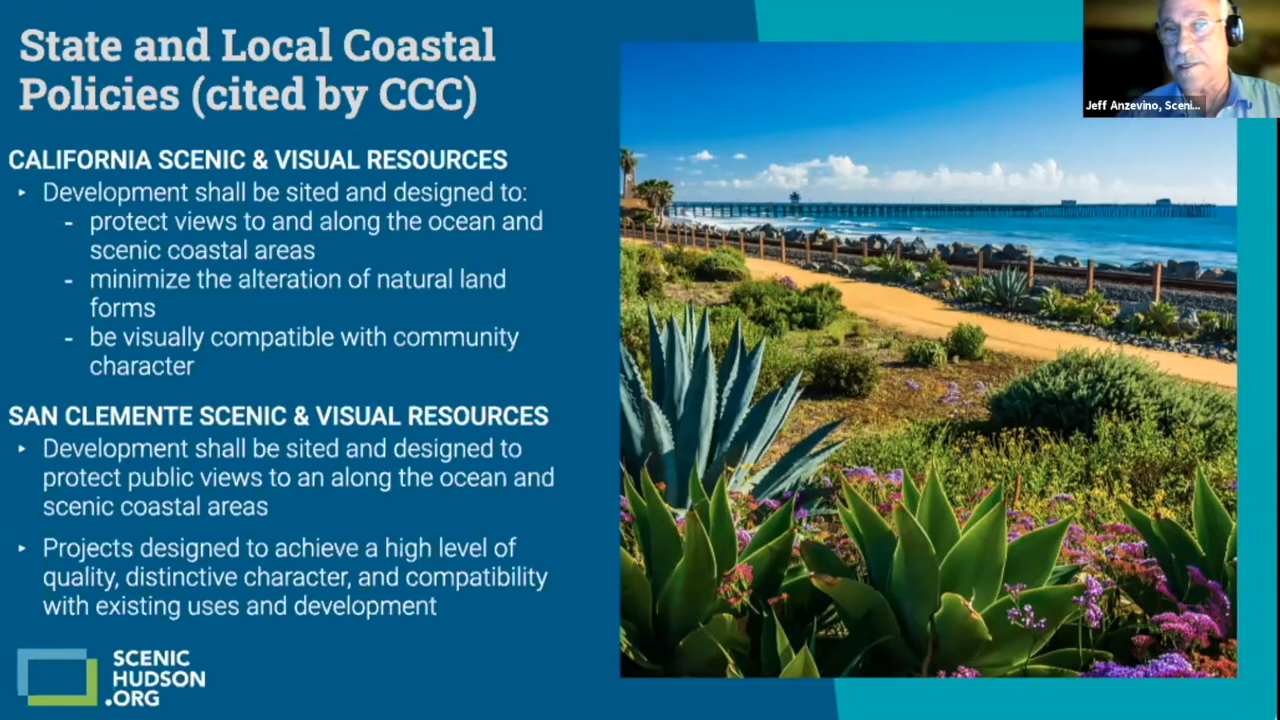 State and Local Coastal
Policies (cited by CCC)
CALIFORNIA SCENIC & VISUAL RESOURCES
‣ Development shall be sited and designed to:
- protect views to and along the ocean and
scenic coastal areas
- minimize the alteration of natural land
forms
- be visually compatible with community
character
SAN CLEMENTE SCENIC & VISUAL RESOURCES
‣ Development shall be sited and designed to
protect public views to an along the ocean and
scenic coastal areas
‣ Projects designed to achieve a high level of
quality, distinctive character, and compatibility
with existing uses and development
SCENIC
HUDSON
.ORG
Jeff Anzevino, Sceni...